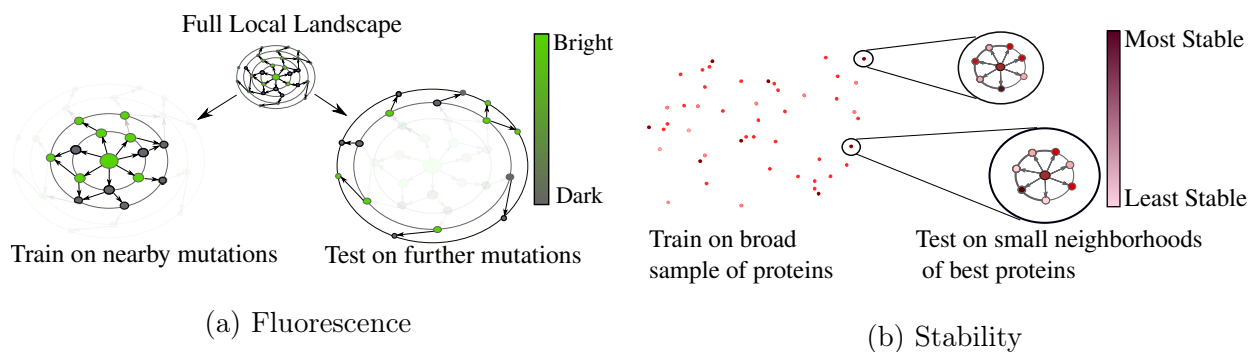 Full Local Landscape
Bright
Dark
Train on nearby mutations
Test on further mutations
(a) Fluorescence
Most Stable
Least Stable
Train on broad
sample of proteins
Test on small neighborhoods
of best proteins
(b) Stability